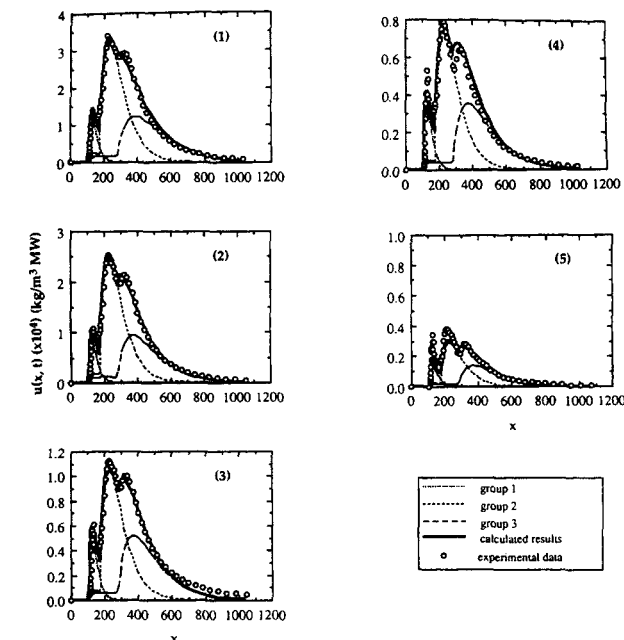 4
3
2
1
0
(1)
0 200 400 600 800 1000 1200
0.8
0.6
0.4
0.2
0.0
(4)
0 200 400 600 800 1000 1200
u(x, t) (x10⁴) (kg/m³ MW)
3
2
1
0
(2)
0 200 400 600 800 1000 1200
1.0
0.8
0.6
0.4
0.2
0.0
(5)
0 200 400 600 800 1000 1200
x
1.2
1.0
0.8
0.6
0.4
0.2
0.0
(3)
0 200 400 600 800 1000 1200
x
group 1
group 2
group 3
calculated results
experimental data